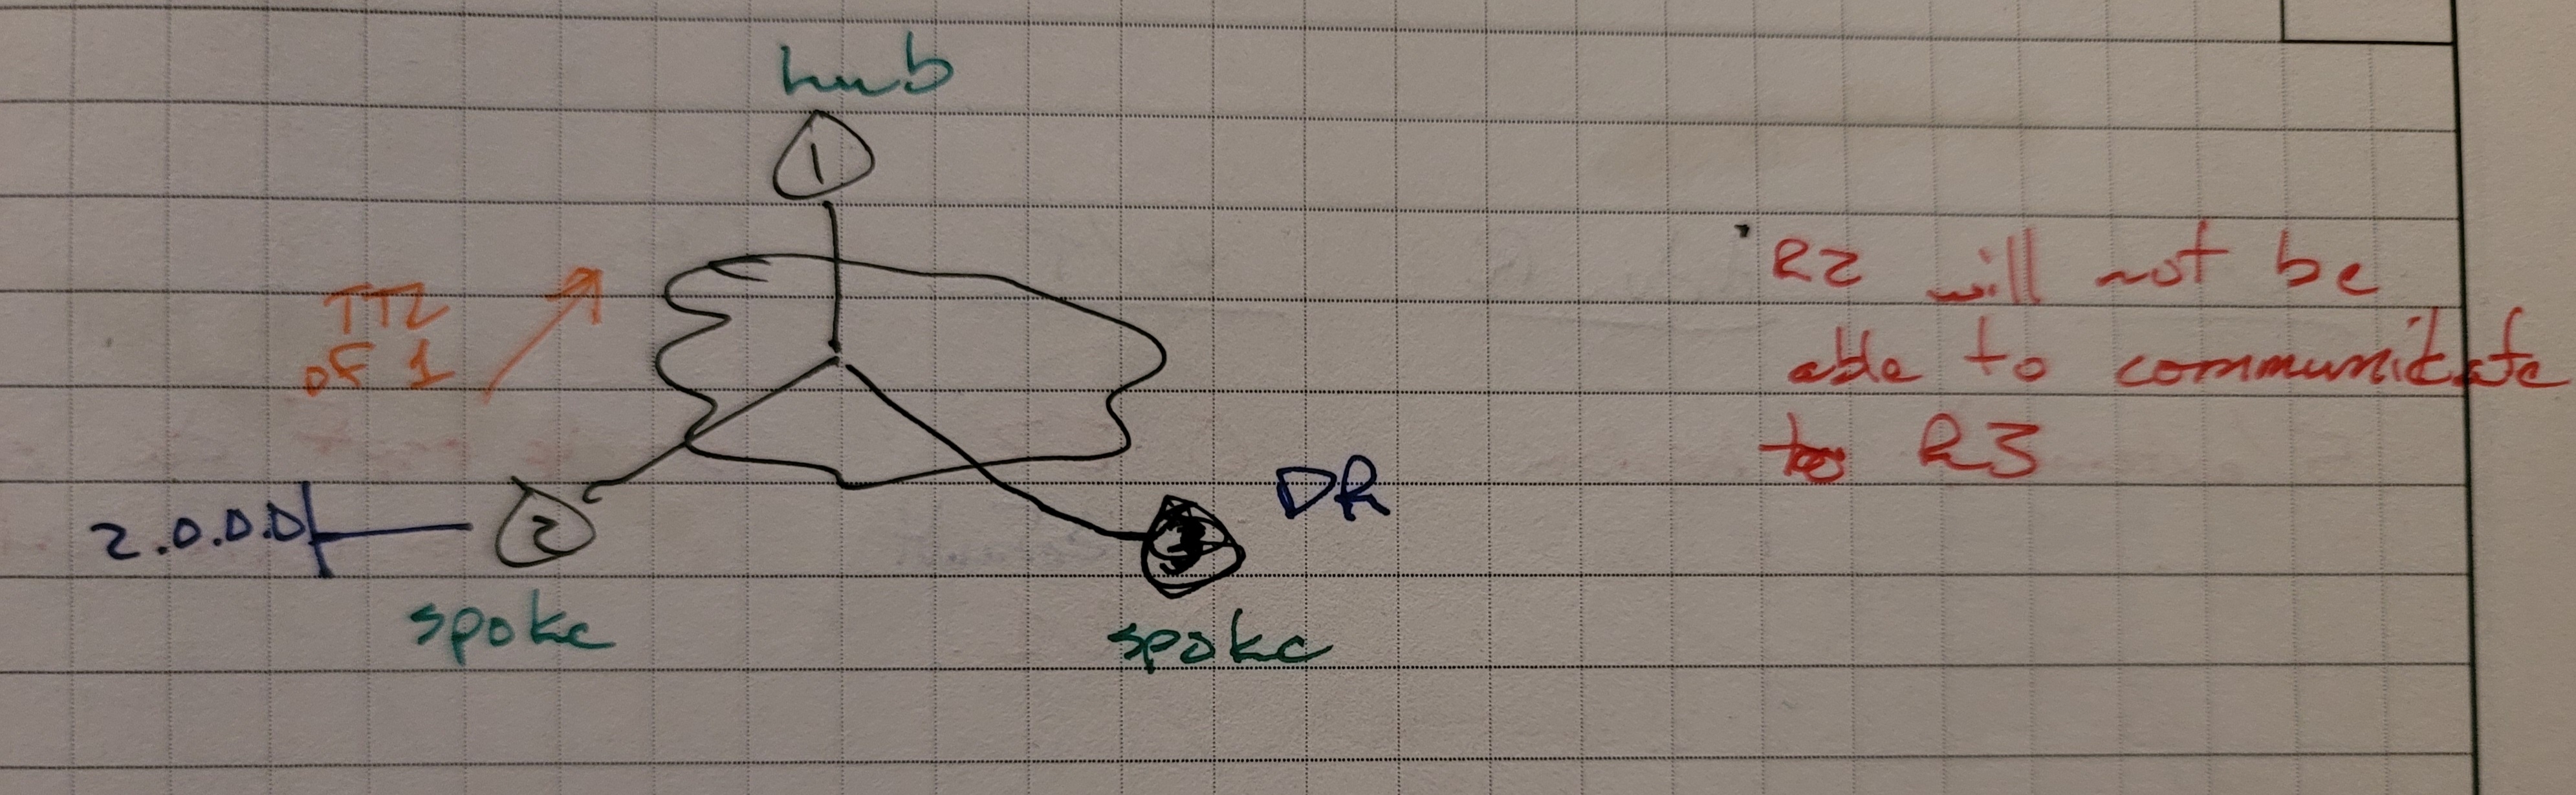 hub
1
TTL
OF 1
R2 will not be
able to communicate
to R3
DR
2.0.0.0
2
3
spoke
spoke